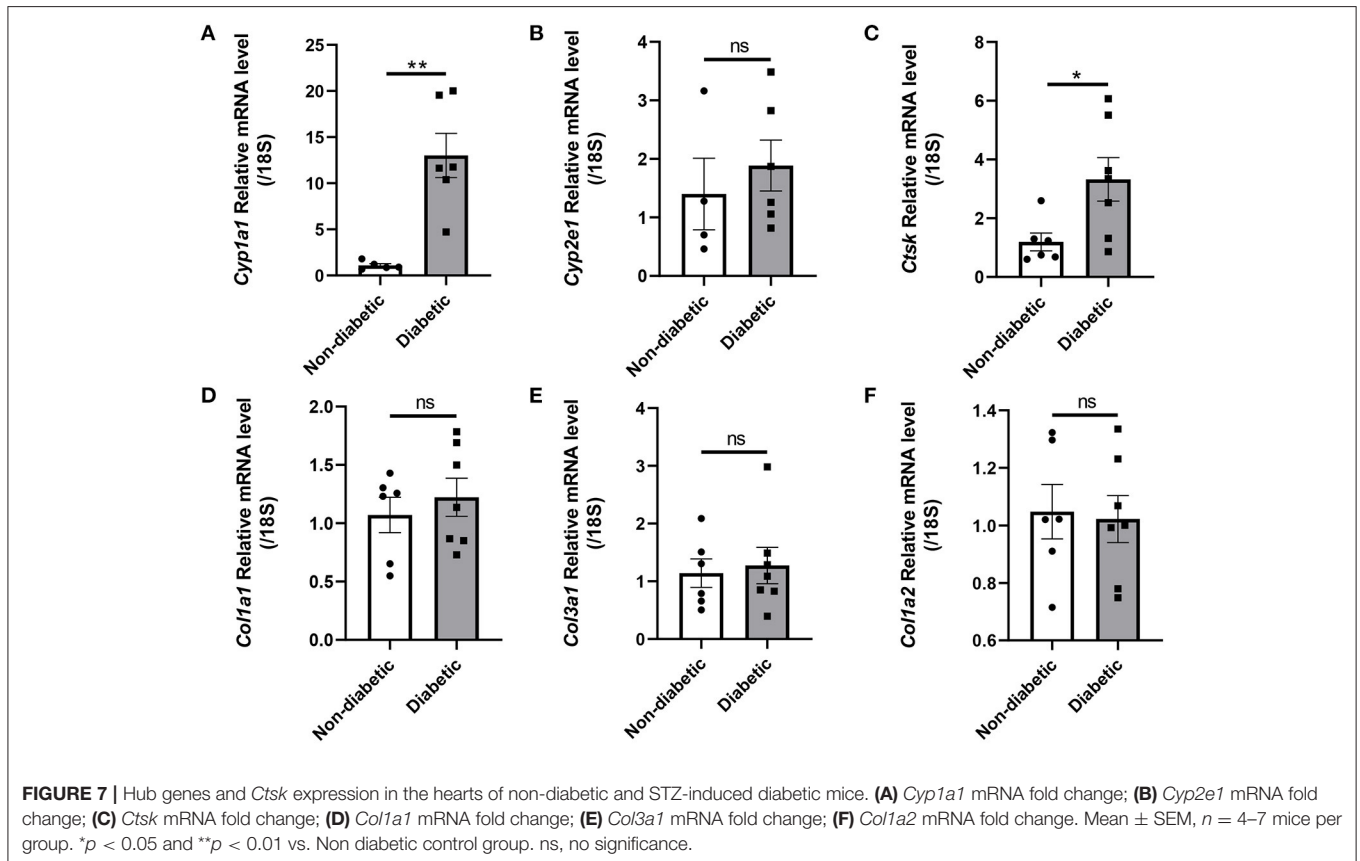 A
Cyp1a1 Relative mRNA level
(/18S)
25
20
15
10
5
0
**
Non-diabetic
Diabetic
B
Cyp2e1 Relative mRNA level
(/18S)
4
3
2
1
0
ns
Non-diabetic
Diabetic
C
Ctsk Relative mRNA level
(/18S)
8
6
4
2
0
*
Non-diabetic
Diabetic
D
Col1a1 Relative mRNA level
(/18S)
2.0
1.5
1.0
0.5
0.0
ns
Non-diabetic
Diabetic
E
Col3a1 Relative mRNA level
(/18S)
4
3
2
1
0
ns
Non-diabetic
Diabetic
F
Col1a2 Relative mRNA level
(/18S)
1.4
1.2
1.0
0.8
0.6
ns
Non-diabetic
Diabetic
FIGURE 7 | Hub genes and Ctsk expression in the hearts of non-diabetic and STZ-induced diabetic mice. (A) Cyp1a1 mRNA fold change; (B) Cyp2e1 mRNA fold
change; (C) Ctsk mRNA fold change; (D) Col1a1 mRNA fold change; (E) Col3a1 mRNA fold change; (F) Col1a2 mRNA fold change. Mean ± SEM, n = 4–7 mice per
group. *p < 0.05 and **p < 0.01 vs. Non diabetic control group. ns, no significance.